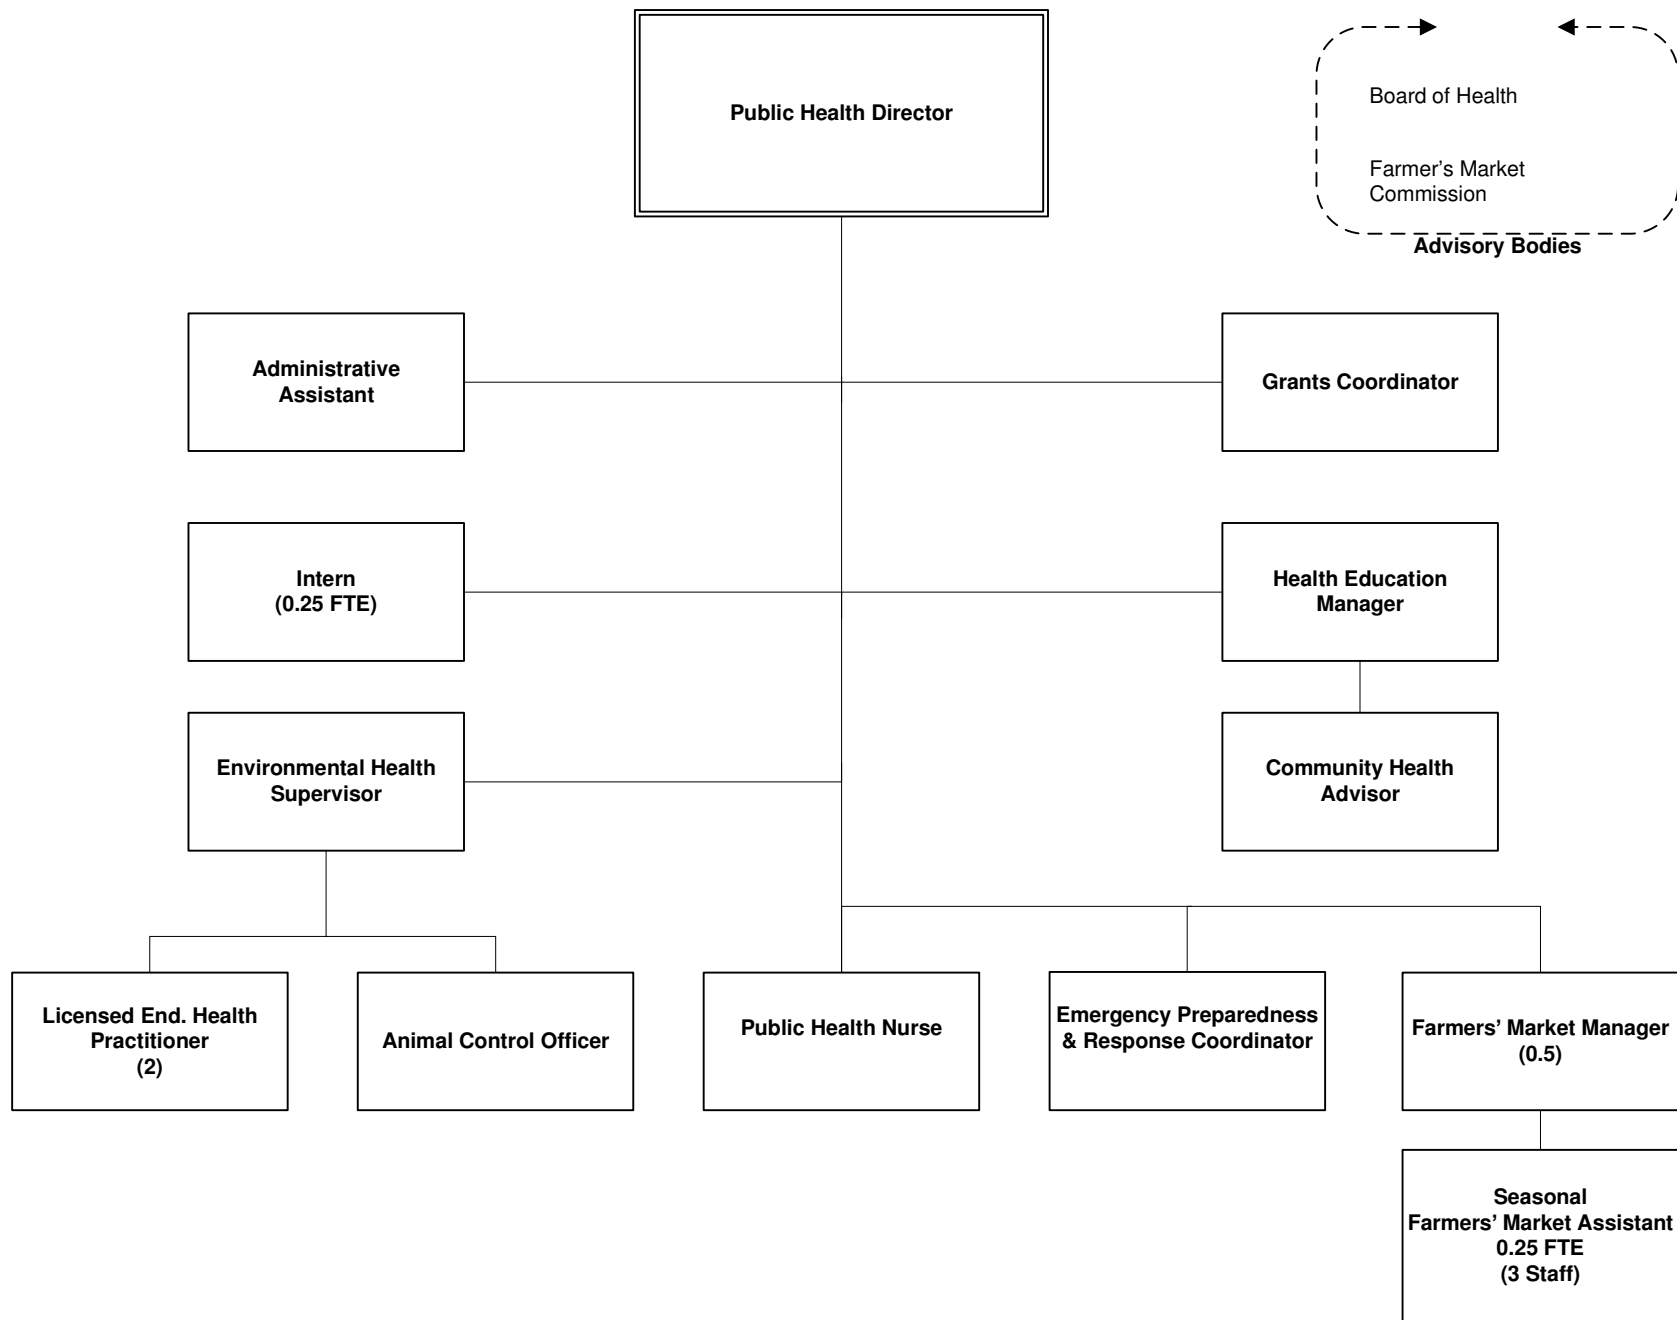 Public Health Director
Board of Health
Farmer’s Market
Commission
Advisory Bodies
Administrative
Assistant
Grants Coordinator
Intern
(0.25 FTE)
Health Education
Manager
Environmental Health
Supervisor
Community Health
Advisor
Licensed End. Health
Practitioner
(2)
Animal Control Officer
Public Health Nurse
Emergency Preparedness
& Response Coordinator
Farmers’ Market Manager
(0.5)
Seasonal
Farmers’ Market Assistant
0.25 FTE
(3 Staff)